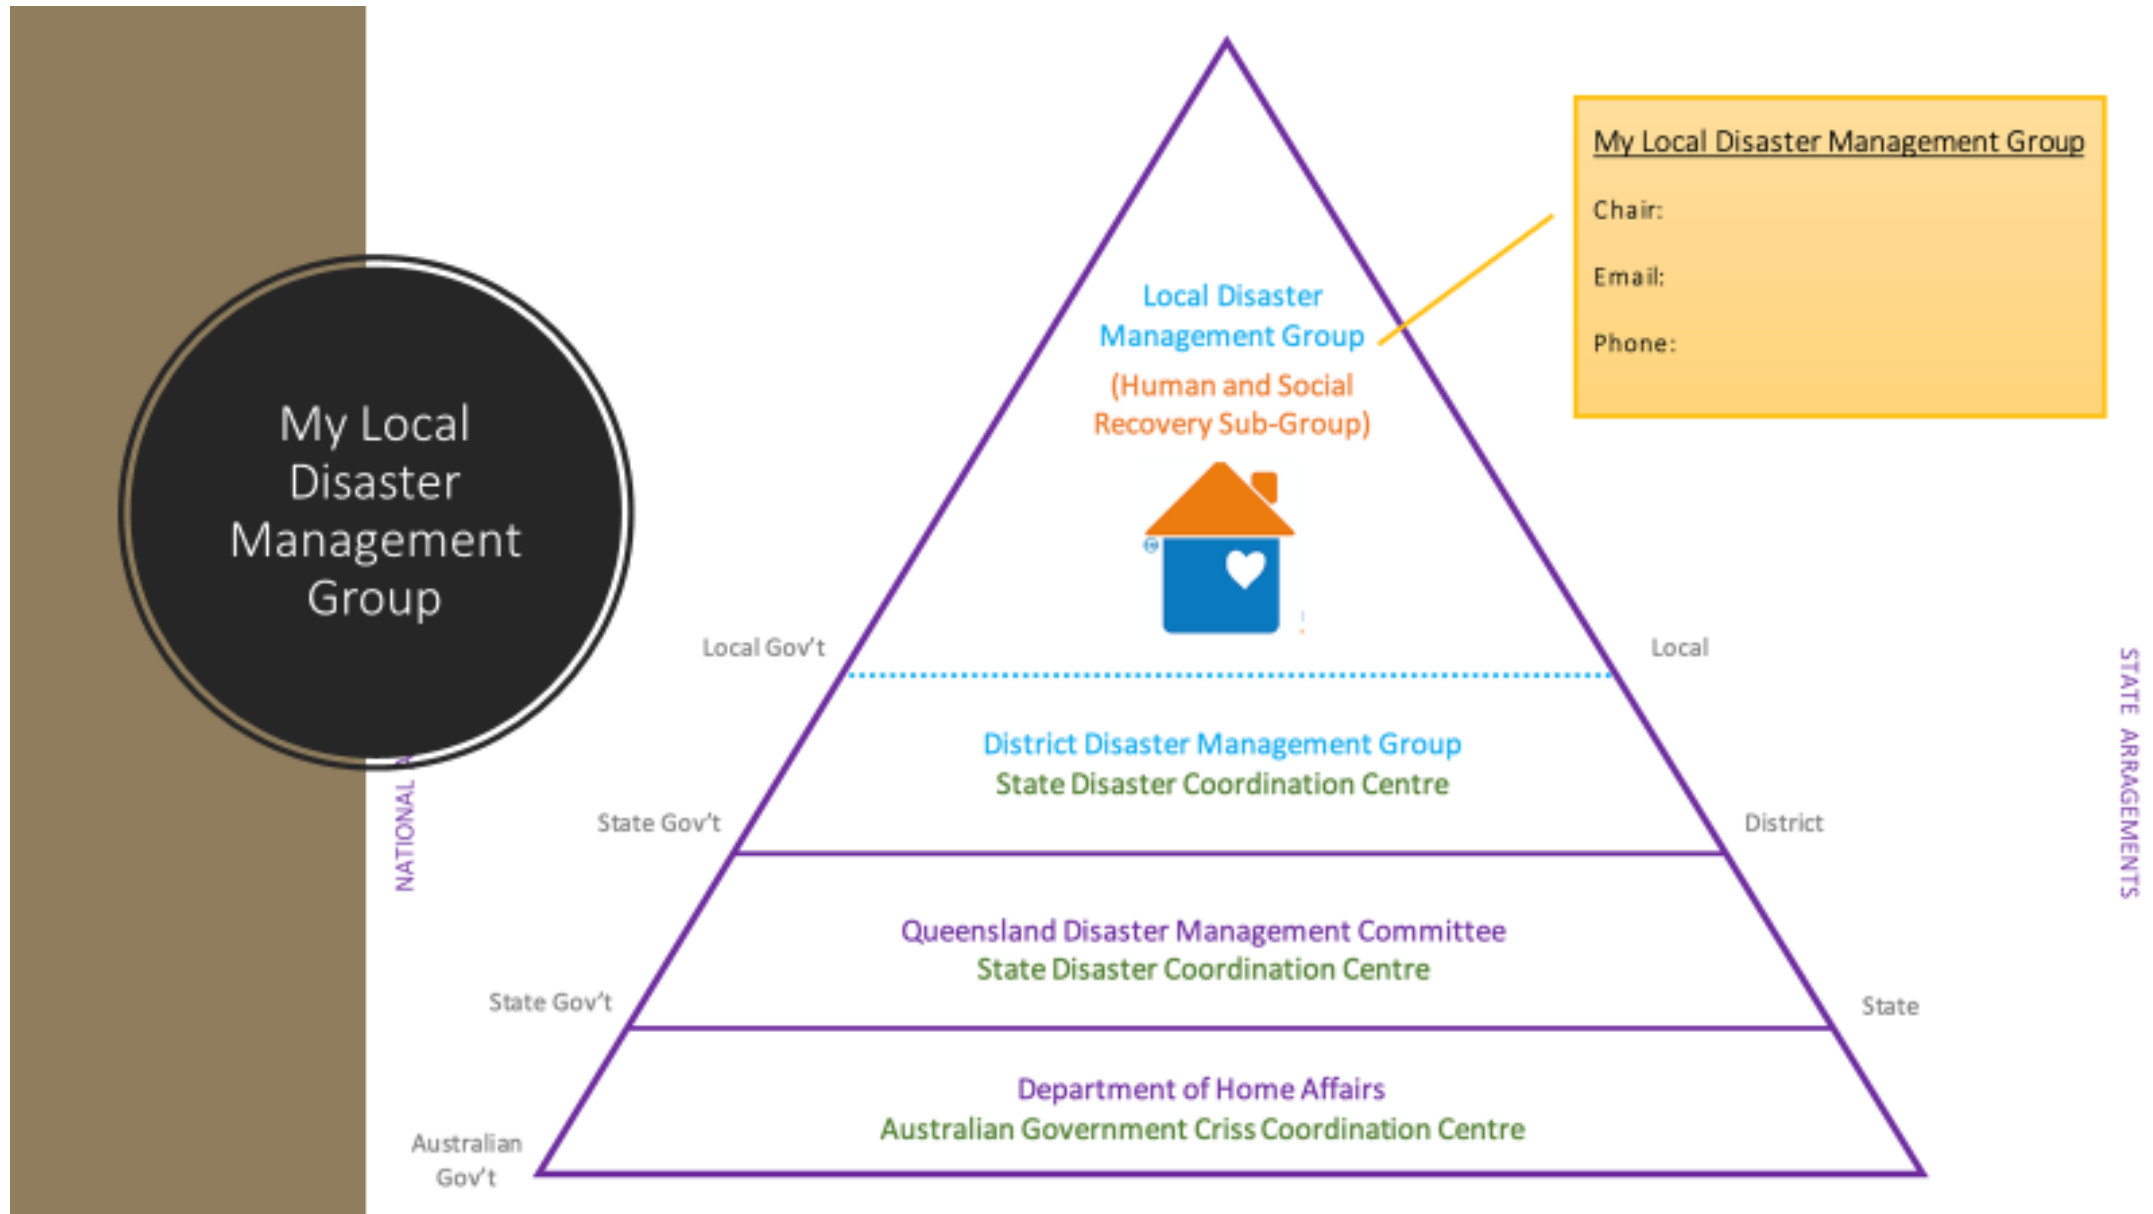 My Local
Disaster
Management
Group
NATIONAL
Local Disaster
Management Group
(Human and Social
Recovery Sub-Group)
My Local Disaster Management Group
Chair:
Email:
Phone:
Local Gov't
Local
District Disaster Management Group
State Disaster Coordination Centre
State Gov't
District
Queensland Disaster Management Committee
State Disaster Coordination Centre
State Gov't
State
Department of Home Affairs
Australian Government Criss Coordination Centre
Australian
Gov't
STATE ARRAGEMENTS